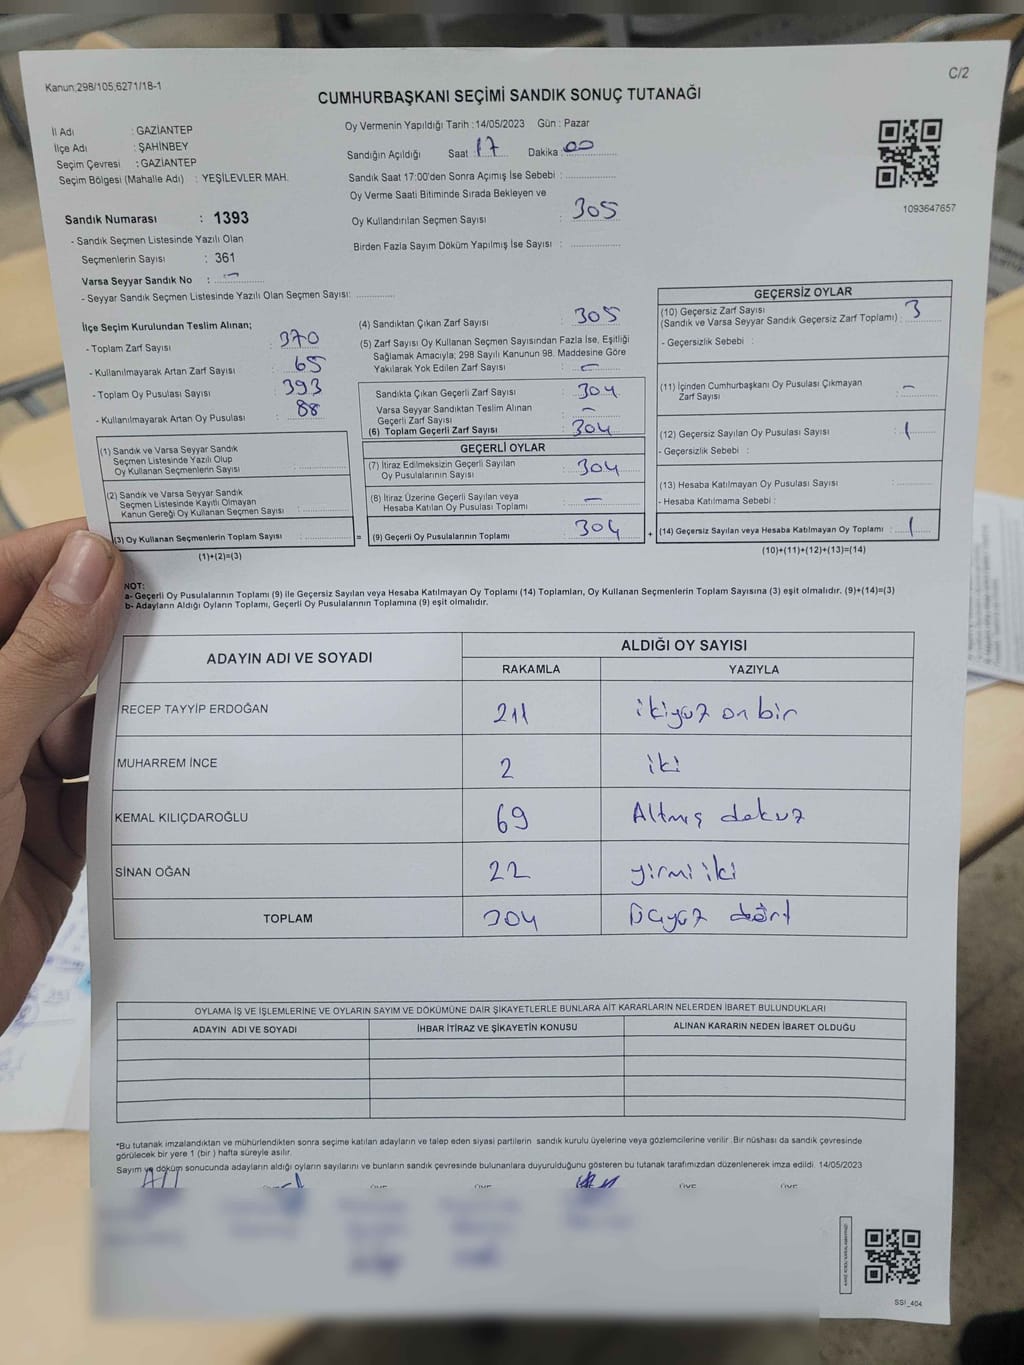 Kanun;298/105;6271/18-1
C/2
CUMHURBAŞKANI SEÇİMİ SANDIK SONUÇ TUTANAĞI
İl Adı : GAZİANTEP
İlçe Adı : ŞAHİNBEY
Seçim Çevresi : GAZİANTEP
Seçim Bölgesi (Mahalle Adı) : YEŞİLEVLER MAH.
Sandık Numarası : 1393
- Sandık Seçmen Listesinde Yazılı Olan
Seçmenlerin Sayısı : 361
Varsa Seyyar Sandık No : -
- Seyyar Sandık Seçmen Listesinde Yazılı Olan Seçmen Sayısı:
Oy Vermenin Yapıldığı Tarih : 14/05/2023 Gün : Pazar
Sandığın Açıldığı Saat 17 Dakika 00
Sandık Saat 17:00'den Sonra Açımış İse Sebebi :
Oy Verme Saati Bitiminde Sırada Bekleyen ve
Oy Kullandırılan Seçmen Sayısı : 305
Birden Fazla Sayım Döküm Yapılmış İse Sayısı :
1093647657
İlçe Seçim Kurulundan Teslim Alınan;
- Toplam Zarf Sayısı : 370
- Kullanılmayarak Artan Zarf Sayısı : 65
- Toplam Oy Pusulası Sayısı : 393
- Kullanılmayarak Artan Oy Pusulası : 88
(1) Sandık ve Varsa Seyyar Sandık
Seçmen Listesinde Yazılı Olup
Oy Kullanan Seçmenlerin Sayısı :
(2) Sandık ve Varsa Seyyar Sandık
Seçmen Listesinde Kayıtlı Olmayan
Kanun Gereği Oy Kullanan Seçmen Sayısı :
(3) Oy Kullanan Seçmenlerin Toplam Sayısı :
(1)+(2)=(3)
(4) Sandıktan Çıkan Zarf Sayısı : 305
(5) Zarf Sayısı Oy Kullanan Seçmen Sayısından Fazla İse, Eşitliği
Sağlamak Amacıyla; 298 Sayılı Kanunun 98. Maddesine Göre
Yakılarak Yok Edilen Zarf Sayısı : -
Sandıkta Çıkan Geçerli Zarf Sayısı : 304
Varsa Seyyar Sandıktan Teslim Alınan
Geçerli Zarf Sayısı : -
(6) Toplam Geçerli Zarf Sayısı : 304
GEÇERLİ OYLAR
(7) İtiraz Edilmeksizin Geçerli Sayılan
Oy Pusulalarının Sayısı : 304
(8) İtiraz Üzerine Geçerli Sayılan veya
Hesaba Katılan Oy Pusulası Toplamı : -
= (9) Geçerli Oy Pusulalarının Toplamı : 304
GEÇERSİZ OYLAR
(10) Geçersiz Zarf Sayısı
(Sandık ve Varsa Seyyar Sandık Geçersiz Zarf Toplamı) : 3
- Geçersizlik Sebebi :
(11) İçinden Cumhurbaşkanı Oy Pusulası Çıkmayan
Zarf Sayısı : -
(12) Geçersiz Sayılan Oy Pusulası Sayısı : 1
- Geçersizlik Sebebi :
(13) Hesaba Katılmayan Oy Pusulası Sayısı :
- Hesaba Katılmama Sebebi :
+ (14) Geçersiz Sayılan veya Hesaba Katılmayan Oy Toplamı : 1
(10)+(11)+(12)+(13)=(14)
NOT:
a- Geçerli Oy Pusulalarının Toplamı (9) ile Geçersiz Sayılan veya Hesaba Katılmayan Oy Toplamı (14) Toplamları, Oy Kullanan Seçmenlerin Toplam Sayısına (3) eşit olmalıdır. (9)+(14)=(3)
b- Adayların Aldığı Oyların Toplamı, Geçerli Oy Pusulalarının Toplamına (9) eşit olmalıdır.
ADAYIN ADI VE SOYADI ALDIĞI OY SAYISI
RAKAMLA YAZIYLA
RECEP TAYYİP ERDOĞAN 211 ikiyüz on bir
MUHARREM İNCE 2 iki
KEMAL KILIÇDAROĞLU 69 Altmış dokuz
SİNAN OĞAN 22 yirmi iki
TOPLAM 304 Üçyüz dört
OYLAMA İŞ VE İŞLEMLERİNE VE OYLARIN SAYIM VE DÖKÜMÜNE DAİR ŞİKAYETLERLE BUNLARA AİT KARARLARIN NELERDEN İBARET BULUNDUKLARI
ADAYIN ADI VE SOYADI İHBAR İTİRAZ VE ŞİKAYETİN KONUSU ALINAN KARARIN NEDEN İBARET OLDUĞU
*Bu tutanak imzalandıktan ve mühürlendikten sonra seçime katılan adayların ve talep eden siyasi partilerin sandık kurulu üyelerine veya gözlemcilerine verilir .Bir nüshası da sandık çevresinde
görülecek bir yere 1 (bir ) hafta süreyle asılır.
Sayım ve döküm sonucunda adayların aldığı oyların sayılarını ve bunların sandık çevresinde bulunanlara duyurulduğunu gösteren bu tutanak tarafımızdan düzenlenerek imza edildi. 14/05/2023
SSI_404